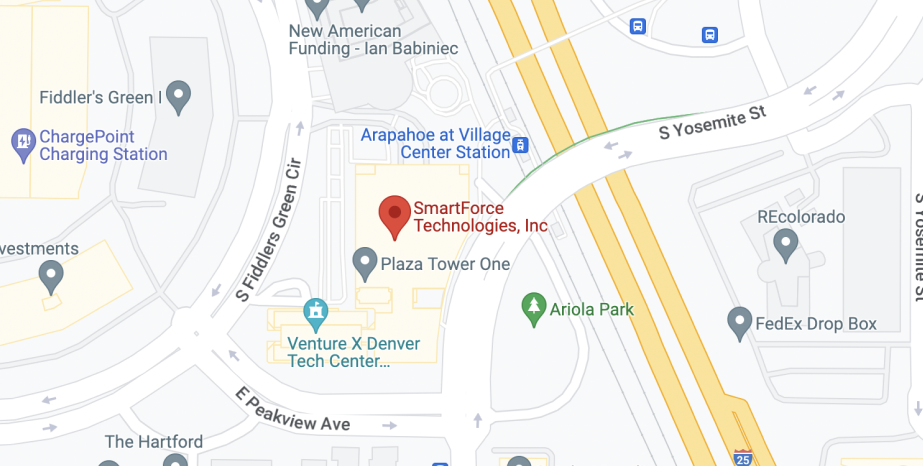 New American
Funding - Ian Babiniec
Fiddler's Green I
ChargePoint
Charging Station
Arapahoe at Village
Center Station
S Yosemite St
S Fiddlers Green Cir
SmartForce
Technologies, Inc
REcolorado
S Yosemite St
vestments
Plaza Tower One
Ariola Park
FedEx Drop Box
Venture X Denver
Tech Center...
E Peakview Ave
The Hartford
25